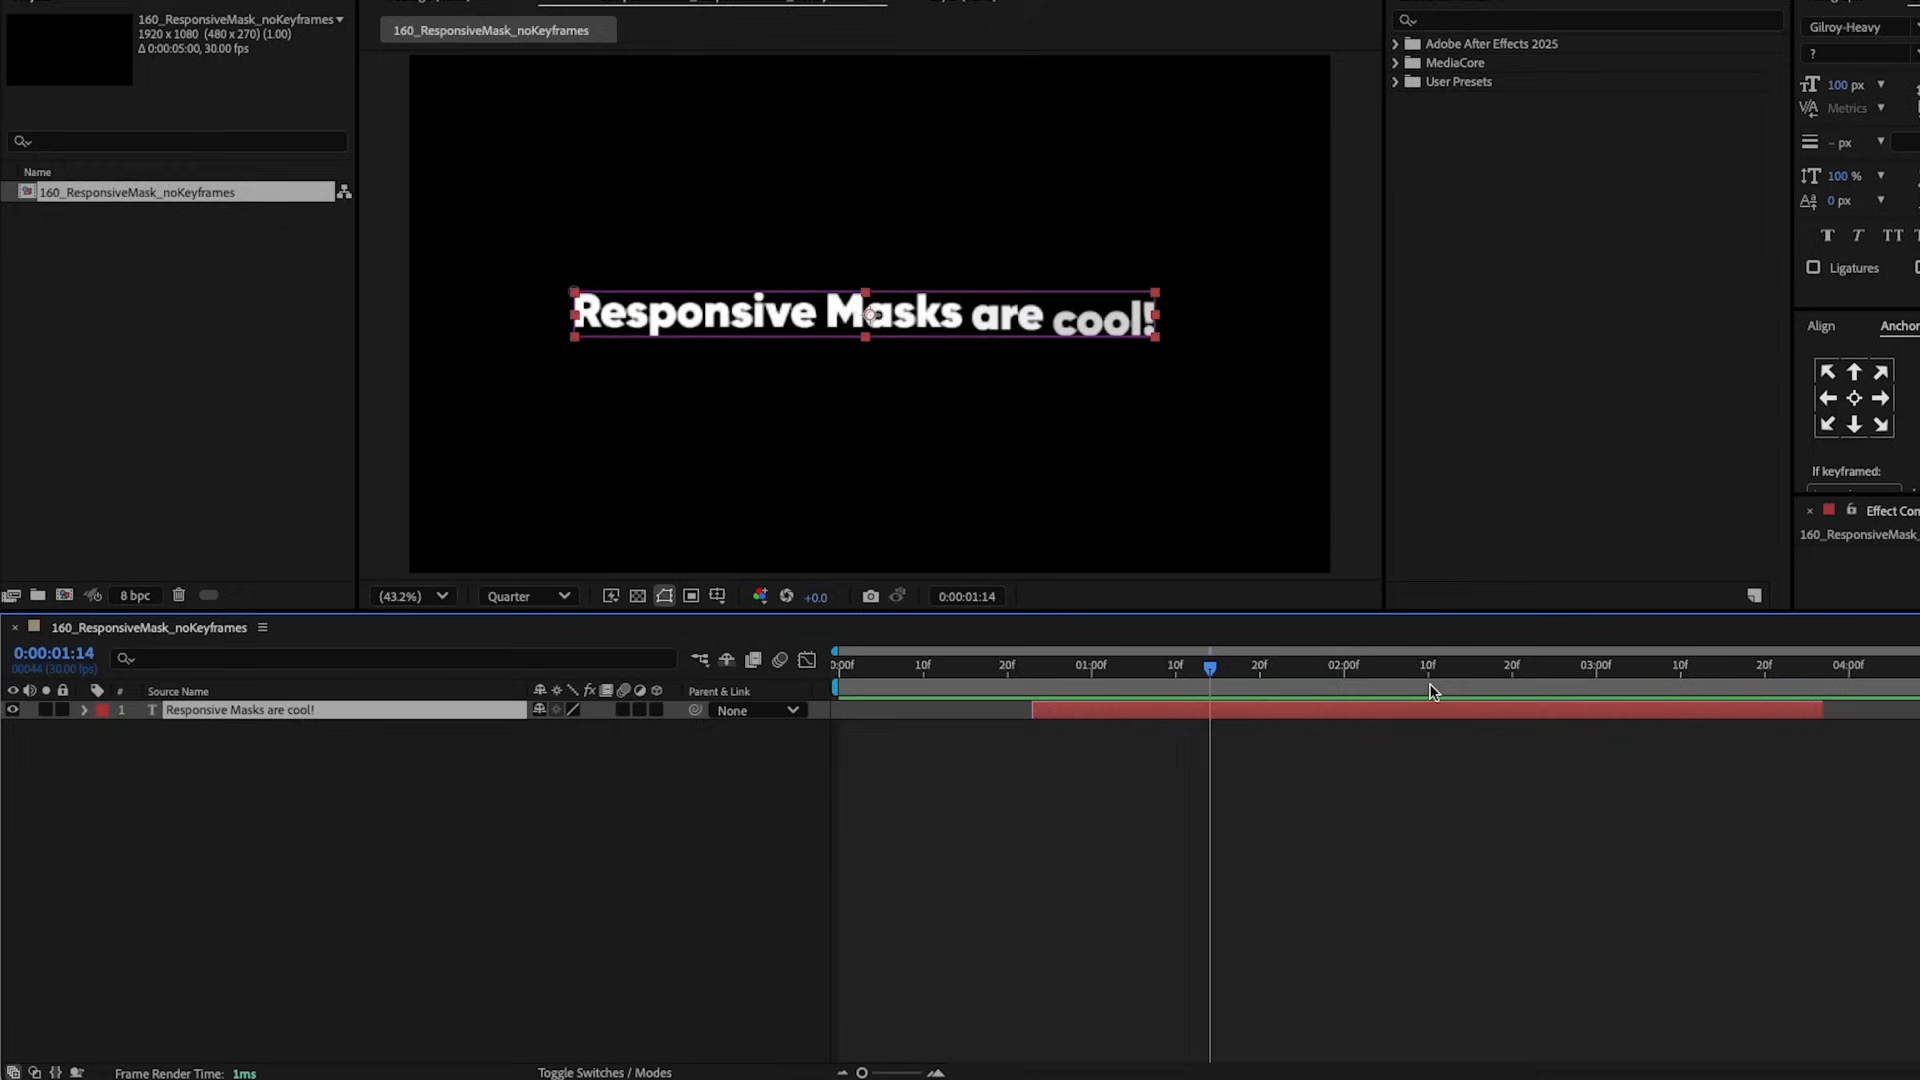 160_ResponsiveMask_noKeyframes
1920 x 1080 (480 x 270) (1.00)
Δ 0:00:05:00, 30.00 fps
Name
160_ResponsiveMask_noKeyframes
8 bpc
160_ResponsiveMask_noKeyframes
Responsive Masks are cool!
(43.2%)
Quarter
+0.0
0:00:01:14
Adobe After Effects 2025
MediaCore
User Presets
Gilroy-Heavy
?
100 px
Metrics
- px
100 %
0 px
T T TT
Ligatures
Align
Anchor
If keyframed:
× Effect Con
160_ResponsiveMask_
× 160_ResponsiveMask_noKeyframes
0:00:01:14
00044 (30.00 fps)
# Source Name
fx
Parent & Link
1 T Responsive Masks are cool!
None
0:00f 10f 20f 01:00f 10f 20f 02:00f 10f 20f 03:00f 10f 20f 04:00f
Frame Render Time: 1ms
Toggle Switches / Modes